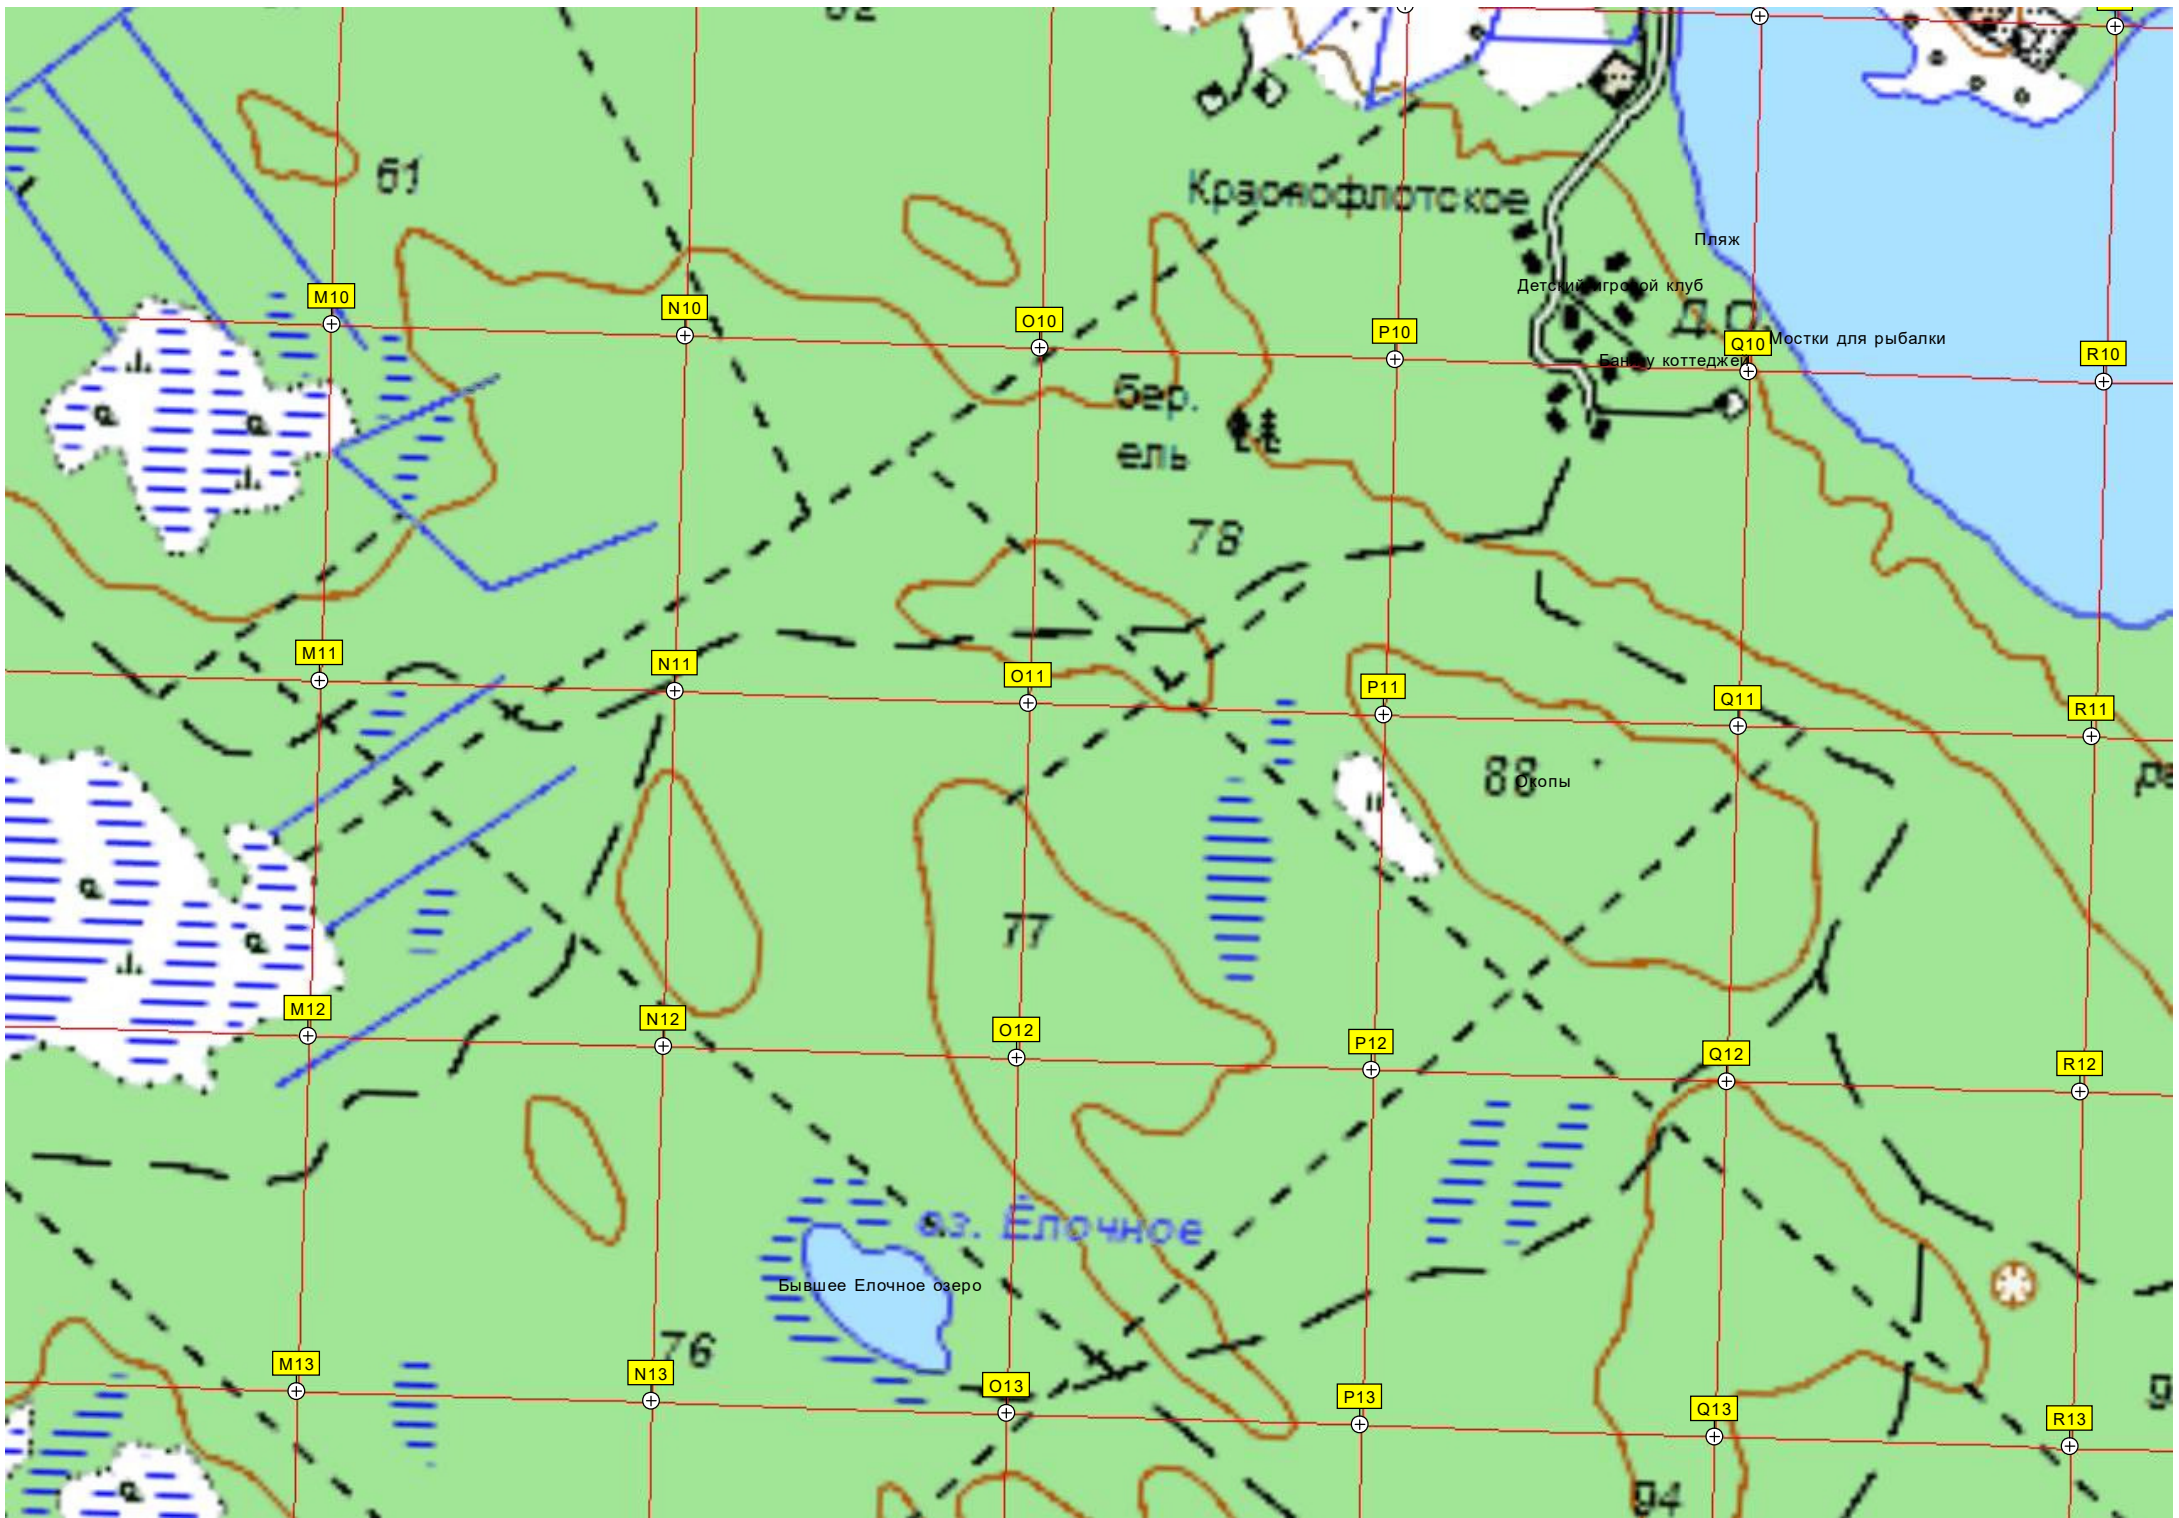 61
Краснофлотское
Пляж
Детский игровой клуб
Д.О.
M10
N10
O10
P10
Q10
Мостки для рыбалки
R10
бер.
ель
78
M11
N11
O11
P11
Q11
R11
88
Окопы
77
M12
N12
O12
P12
Q12
R12
оз. Ёлочное
Бывшее Елочное озеро
76
M13
N13
O13
P13
Q13
R13
94